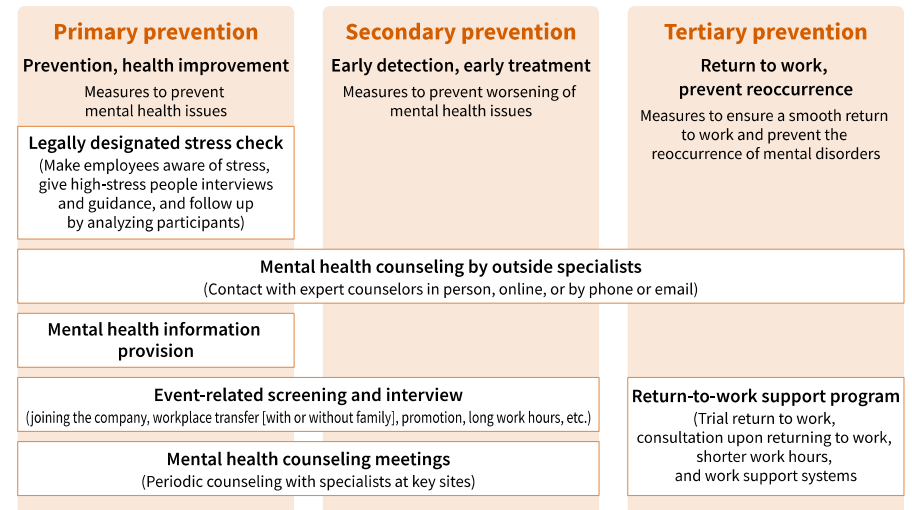 Primary prevention
Prevention, health improvement
Measures to prevent
mental health issues
Secondary prevention
Early detection, early treatment
Measures to prevent worsening of
mental health issues
Tertiary prevention
Return to work,
prevent reoccurrence
Measures to ensure a smooth return
to work and prevent the
reoccurrence of mental disorders
Legally designated stress check
(Make employees aware of stress,
give high-stress people interviews
and guidance, and follow up
by analyzing participants)
Mental health counseling by outside specialists
(Contact with expert counselors in person, online, or by phone or email)
Mental health information
provision
Event-related screening and interview
(joining the company, workplace transfer [with or without family], promotion, long work hours, etc.)
Mental health counseling meetings
(Periodic counseling with specialists at key sites)
Return-to-work support program
(Trial return to work,
consultation upon returning to work,
shorter work hours,
and work support systems